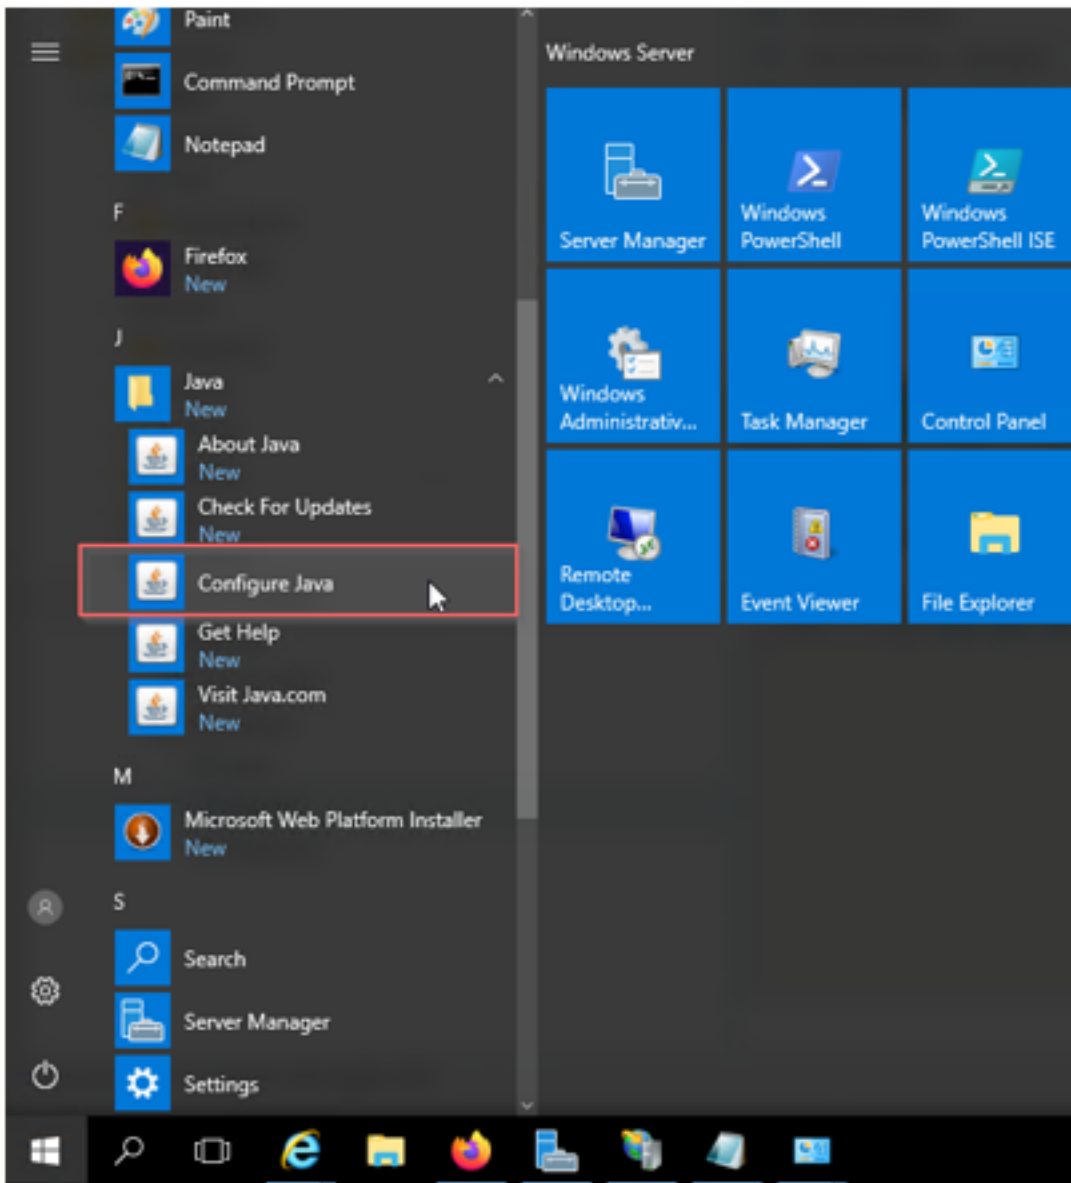 Paint
Command Prompt
Notepad
F
Firefox
New
J
Java
New
About Java
New
Check For Updates
New
Configure Java
Get Help
New
Visit Java.com
New
M
Microsoft Web Platform Installer
New
S
Search
Server Manager
Settings
Windows Server
Server Manager
Windows
PowerShell
Windows
PowerShell ISE
Windows
Administrativ...
Task Manager
Control Panel
Remote
Desktop...
Event Viewer
File Explorer